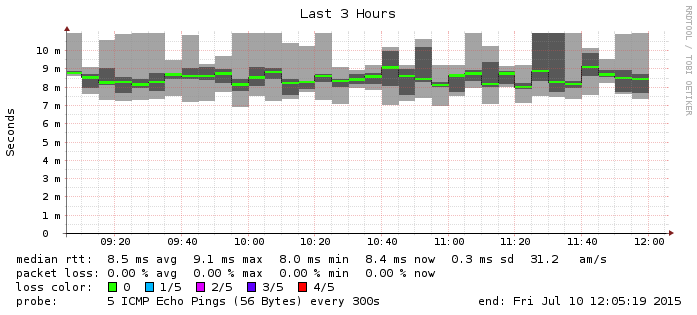 Last 3 Hours
RRDTOOL / TOBI OETIKER
Seconds
10 m
9 m
8 m
7 m
6 m
5 m
4 m
3 m
2 m
1 m
0
09:20 09:40 10:00 10:20 10:40 11:00 11:20 11:40 12:00
median rtt: 8.5 ms avg 9.1 ms max 8.0 ms min 8.4 ms now 0.3 ms sd 31.2 am/s
packet loss: 0.00 % avg 0.00 % max 0.00 % min 0.00 % now
loss color: 0 1/5 2/5 3/5 4/5
probe: 5 ICMP Echo Pings (56 Bytes) every 300s end: Fri Jul 10 12:05:19 2015